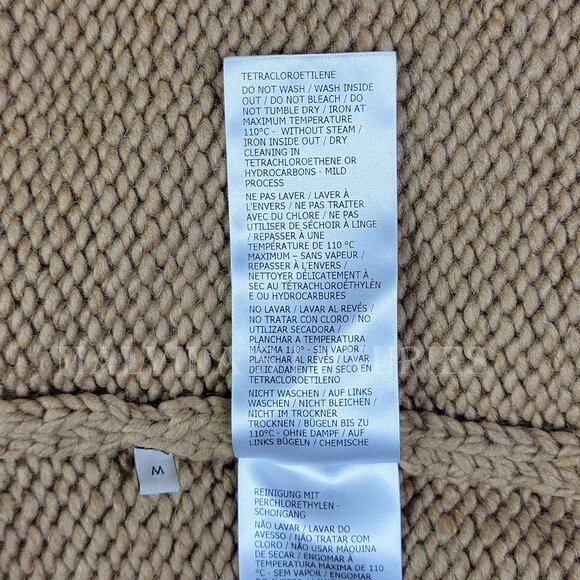 TETRACLOROETILENE
DO NOT WASH / WASH INSIDE
OUT / DO NOT BLEACH / DO
NOT TUMBLE DRY / IRON AT
MAXIMUM TEMPERATURE
110°C - WITHOUT STEAM /
IRON INSIDE OUT / DRY
CLEANING IN
TETRACHLOROETHENE OR
HYDROCARBONS - MILD
PROCESS
NE PAS LAVER / LAVER À
L'ENVERS / NE PAS TRAITER
AVEC DU CHLORE / NE PAS
UTILISER DE SÉCHOIR À LINGE
/ REPASSER À UNE
TEMPÉRATURE DE 110 °C
MAXIMUM – SANS VAPEUR /
REPASSER À L'ENVERS /
NETTOYER DÉLICATEMENT À
SEC AU TÉTRACHLOROÉTHYLÈN
E OU HYDROCARBURES
NO LAVAR / LAVAR AL REVÉS /
NO TRATAR CON CLORO / NO
UTILIZAR SECADORA /
PLANCHAR A TEMPERATURA
MÁXIMA 110° - SIN VAPOR /
PLANCHAR AL REVÉS / LAVAR
DELICADAMENTE EN SECO EN
TETRACLOROETILENO
NICHT WASCHEN / AUF LINKS
WASCHEN / NICHT BLEICHEN /
NICHT IM TROCKNER
TROCKNEN / BÜGELN BIS ZU
110°C - OHNE DAMPF / AUF
LINKS BÜGELN / CHEMISCHE
M
REINIGUNG MIT
PERCHLORETHYLEN -
SCHONGANG
NÃO LAVAR / LAVAR DO
AVESSO / NÃO TRATAR COM
CLORO / NÃO USAR MÁQUINA
DE SECAR / ENGOMAR À
TEMPERATURA MÁXIMA DE 110
°C - SEM VAPOR / ENGOMAR